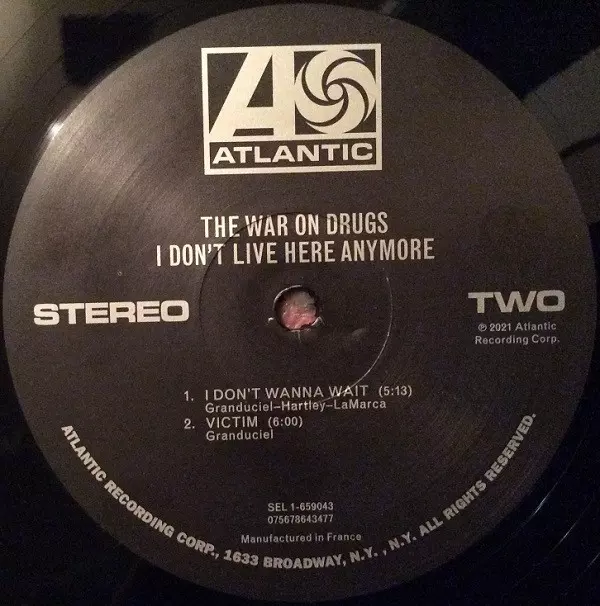 ATLANTIC
THE WAR ON DRUGS
I DON'T LIVE HERE ANYMORE
STEREO
TWO
℗ 2021 Atlantic
Recording Corp.
1. I DON'T WANNA WAIT (5:13)
Granduciel–Hartley–LaMarca
2. VICTIM (6:00)
Granduciel
SEL 1-659043
075678643477
Manufactured in France
ATLANTIC RECORDING CORP., 1633 BROADWAY, N.Y. , N.Y. ALL RIGHTS RESERVED.